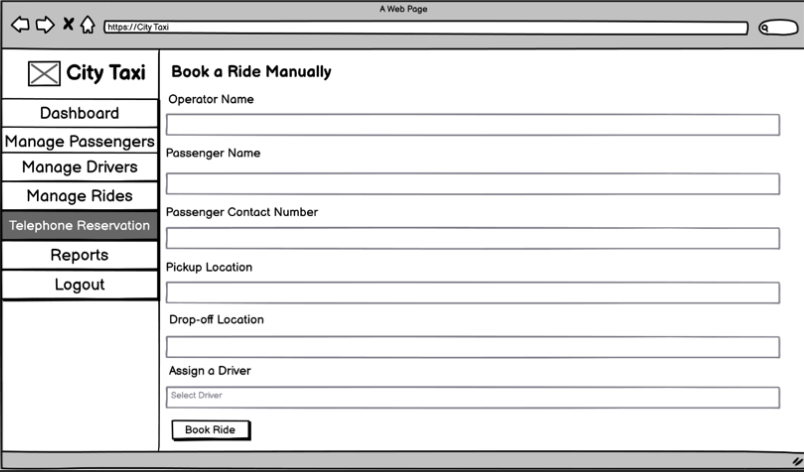 A Web Page
https://City Taxi
City Taxi
Dashboard
Manage Passengers
Manage Drivers
Manage Rides
Telephone Reservation
Reports
Logout
Book a Ride Manually
Operator Name
Passenger Name
Passenger Contact Number
Pickup Location
Drop-off Location
Assign a Driver
Select Driver
Book Ride